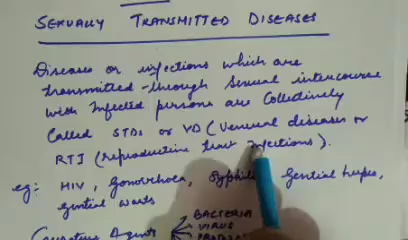 SEXUALLY TRANSMITTED DISEASES
Diseases or infections which are
transmitted through Sexual intercourse
with Infected persons are Collectively
Called STDs or VD (Venereal diseases or
RTI (reproductive tract infections).
eg: HIV, Gonorrhoea, Syphilis, Genital herpes,
genital warts
Causative Agents
BACTERIA
VIRUS